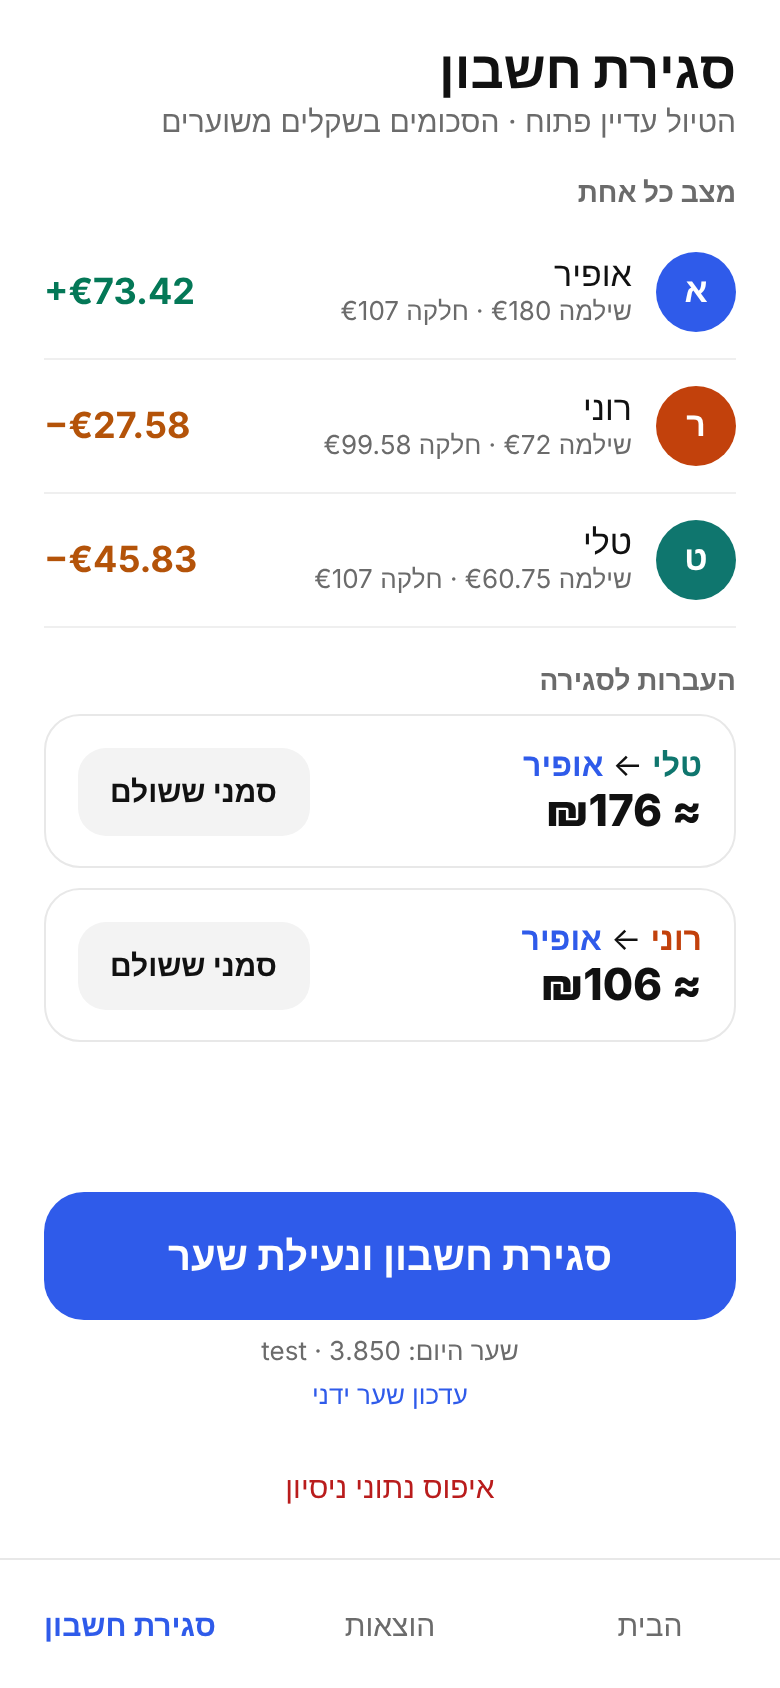 סגירת חשבון
הטיול עדיין פתוח · הסכומים בשקלים משוערים
מצב כל אחת
א
אופיר
שילמה €180 · חלקה €107
+€73.42
ר
רוני
שילמה €72 · חלקה €99.58
−€27.58
ט
טלי
שילמה €60.75 · חלקה €107
−€45.83
העברות לסגירה
טלי ← אופיר
≈ ₪176
סמני ששולם
רוני ← אופיר
≈ ₪106
סמני ששולם
סגירת חשבון ונעילת שער
שער היום: 3.850 · test
עדכון שער ידני
איפוס נתוני ניסיון
הבית
הוצאות
סגירת חשבון